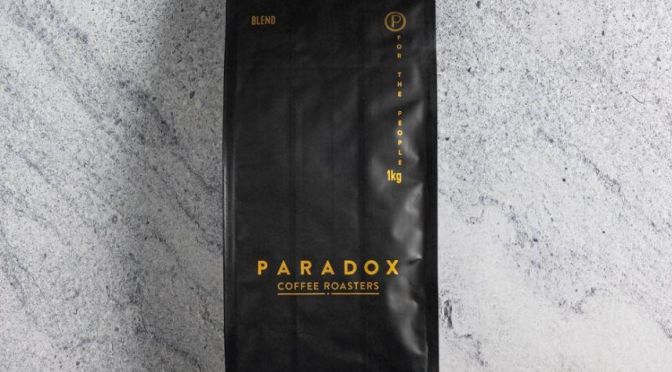 BLEND
P
FOR THE PEOPLE
1kg
PARADOX
COFFEE ROASTERS